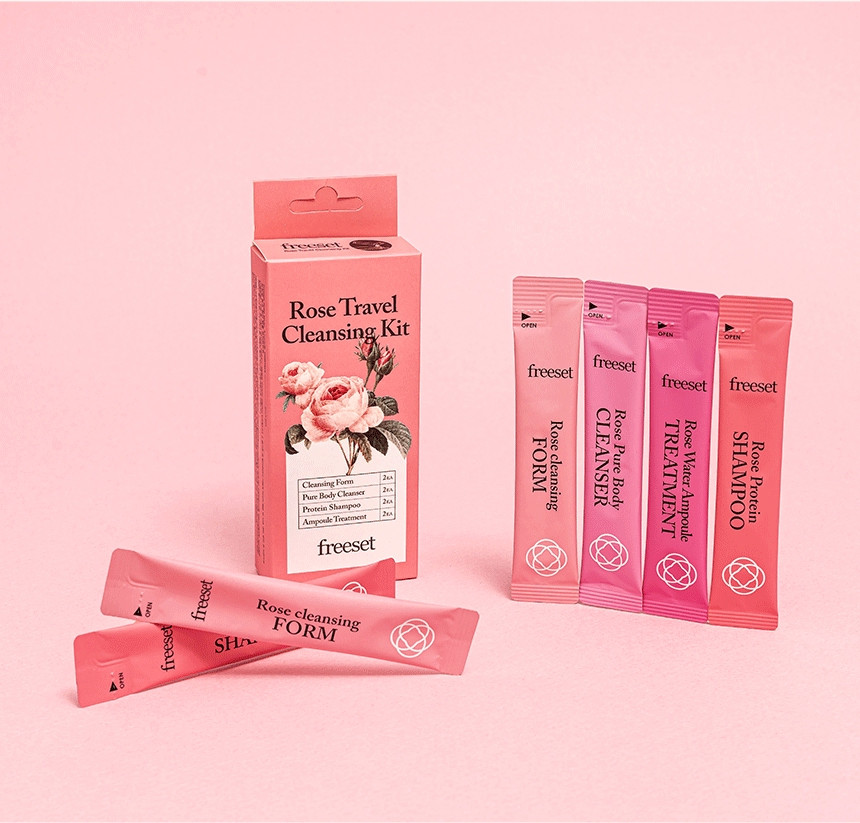 freeset
Rose Travel
Cleansing Kit
Cleansing Form 2EA
Pure Body Cleanser 2EA
Protein Shampoo 2EA
Ampoule Treatment 2EA
freeset
OPEN
freeset
Rose cleansing
FORM
OPEN
freeset
OPEN
freeset
Rose cleansing
FORM
OPEN
freeset
Rose Pure Body
CLEANSER
OPEN
freeset
Rose Water Ampoule
TREATMENT
OPEN
freeset
Rose Protein
SHAMPOO